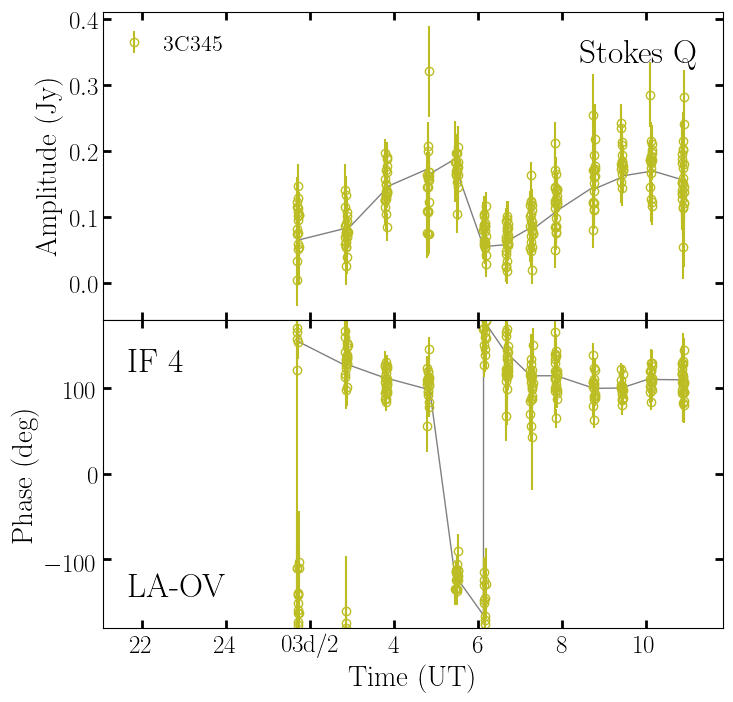 0.4
3C345
Stokes Q
0.3
0.2
0.1
0.0
Amplitude (Jy)
IF 4
100
0
−100
Phase (deg)
LA-OV
22 24 03d/2 4 6 8 10
Time (UT)